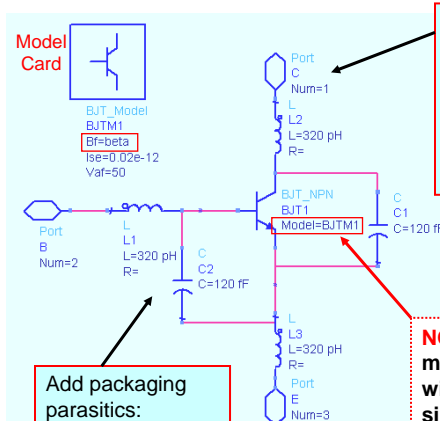 Model
Card
BJT_Model
BJTM1
Bf=beta
Ise=0.02e-12
Vaf=50
Port
C
Num=1
L
L2
L=320 pH
R=
BJT_NPN
BJT1
Model=BJTM1
C
C1
C=120 fF
Port
B
Num=2
L
L1
L=320 pH
R=
C
C2
C=120 fF
L
L3
L=320 pH
R=
Port
E
Num=3
Add packaging
parasitics: